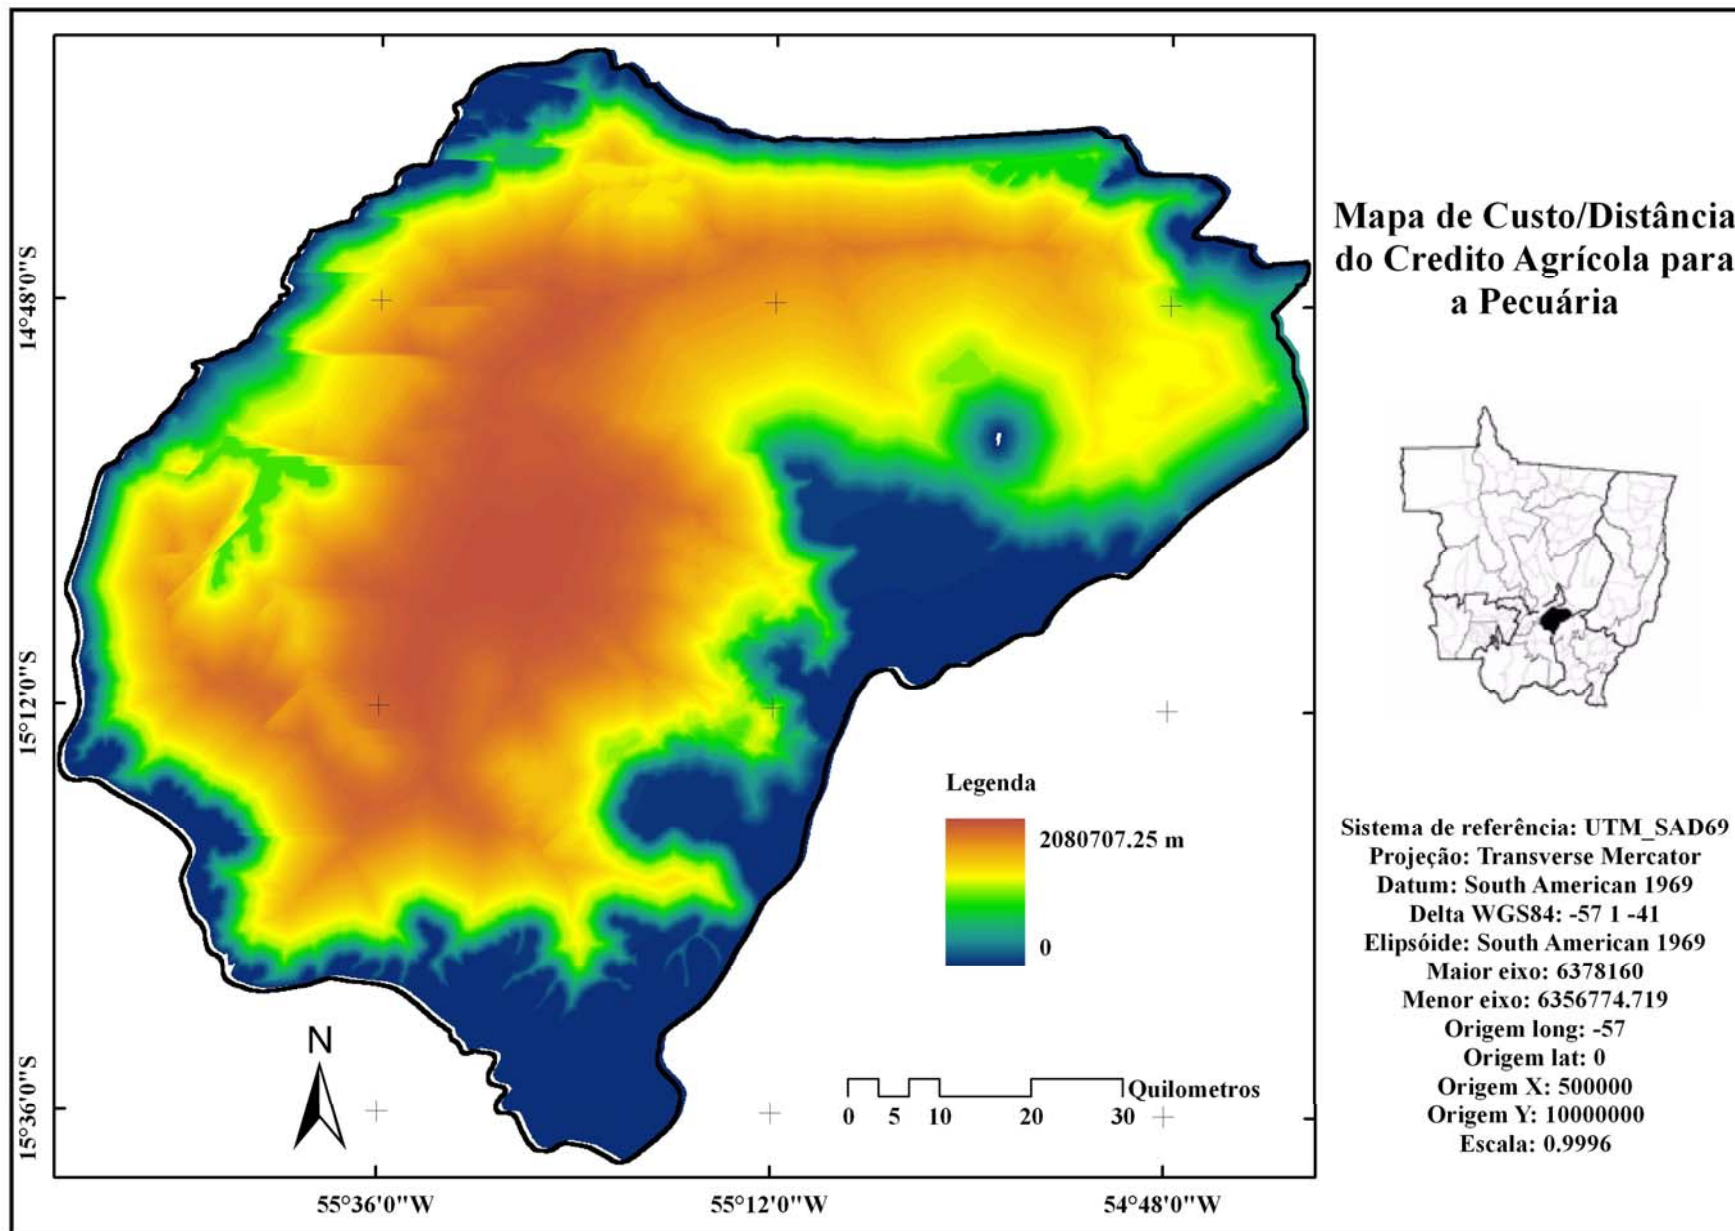 Mapa de Custo/Distância
do Credito Agrícola para
a Pecuária
14°48'0"S
15°12'0"S
15°36'0"S
Legenda
2080707.25 m
0
Sistema de referência: UTM_SAD69
Projeção: Transverse Mercator
Datum: South American 1969
Delta WGS84: -57 1 -41
Elipsóide: South American 1969
Maior eixo: 6378160
Menor eixo: 6356774.719
Origem long: -57
Origem lat: 0
Origem X: 500000
Origem Y: 10000000
Escala: 0.9996
N
Quilometros
0 5 10 20 30
55°36'0"W 55°12'0"W 54°48'0"W